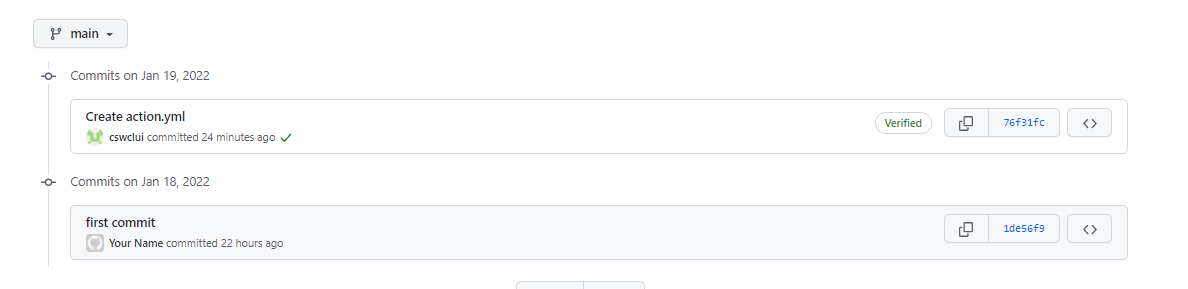 main
Commits on Jan 19, 2022
Create action.yml
cswclui committed 24 minutes ago
Verified
76f31fc
Commits on Jan 18, 2022
first commit
Your Name committed 22 hours ago
1de56f9